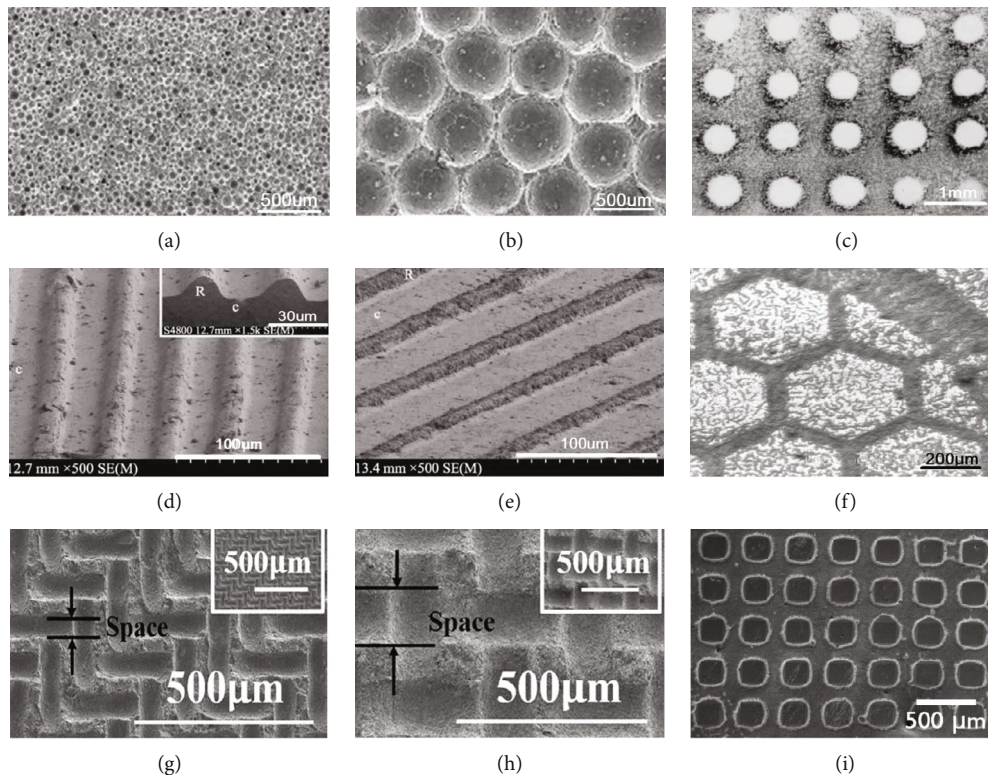 500um
500um
1mm
(a)
(b)
(c)
R
c
30um
S4800 12.7mm ×1.5k SE(M)
c
100um
12.7 mm ×500 SE(M)
R
c
100um
13.4 mm ×500 SE(M)
200μm
(d)
(e)
(f)
500μm
Space
500μm
500μm
Space
500μm
500 μm
(g)
(h)
(i)